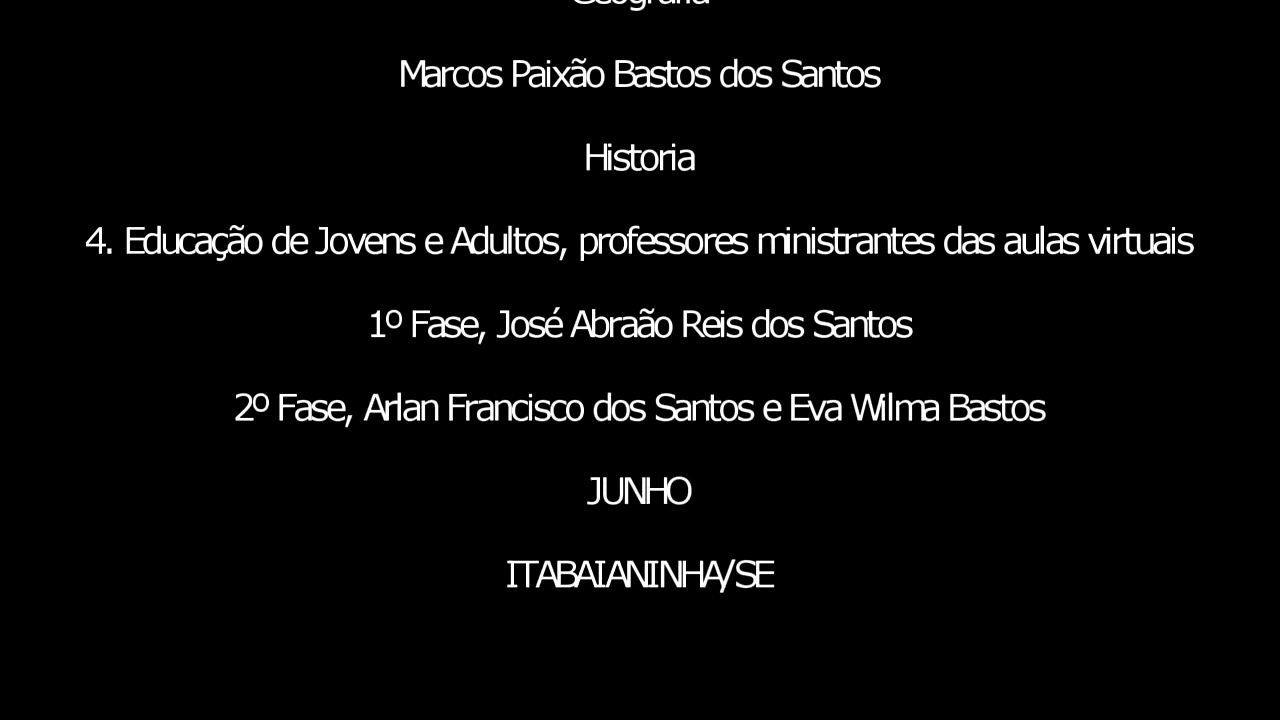 Geografia
Marcos Paixão Bastos dos Santos
Historia
4. Educação de Jovens e Adultos, professores ministrantes das aulas virtuais
1º Fase, José Abraão Reis dos Santos
2º Fase, Arlan Francisco dos Santos e Eva Wilma Bastos
JUNHO
ITABAIANINHA/SE